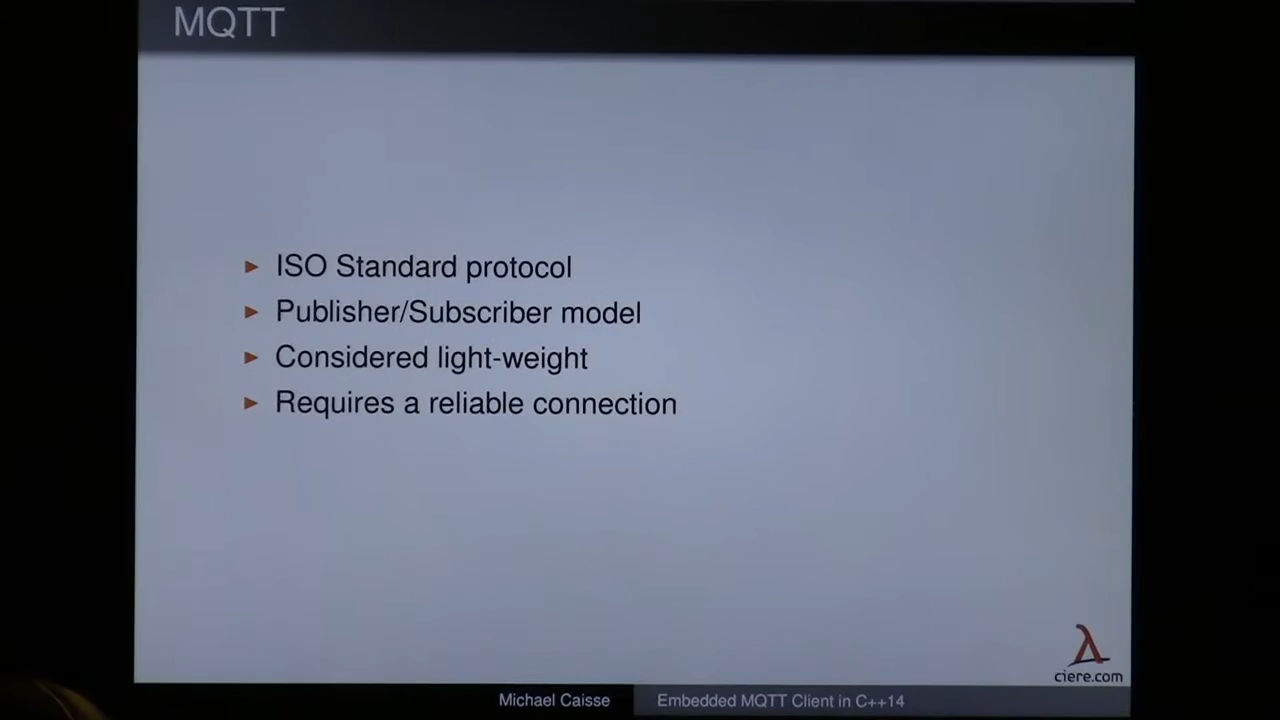 MQTT
ISO Standard protocol
Publisher/Subscriber model
Considered light-weight
Requires a reliable connection
λ
ciere.com
Michael Caisse
Embedded MQTT Client in C++14